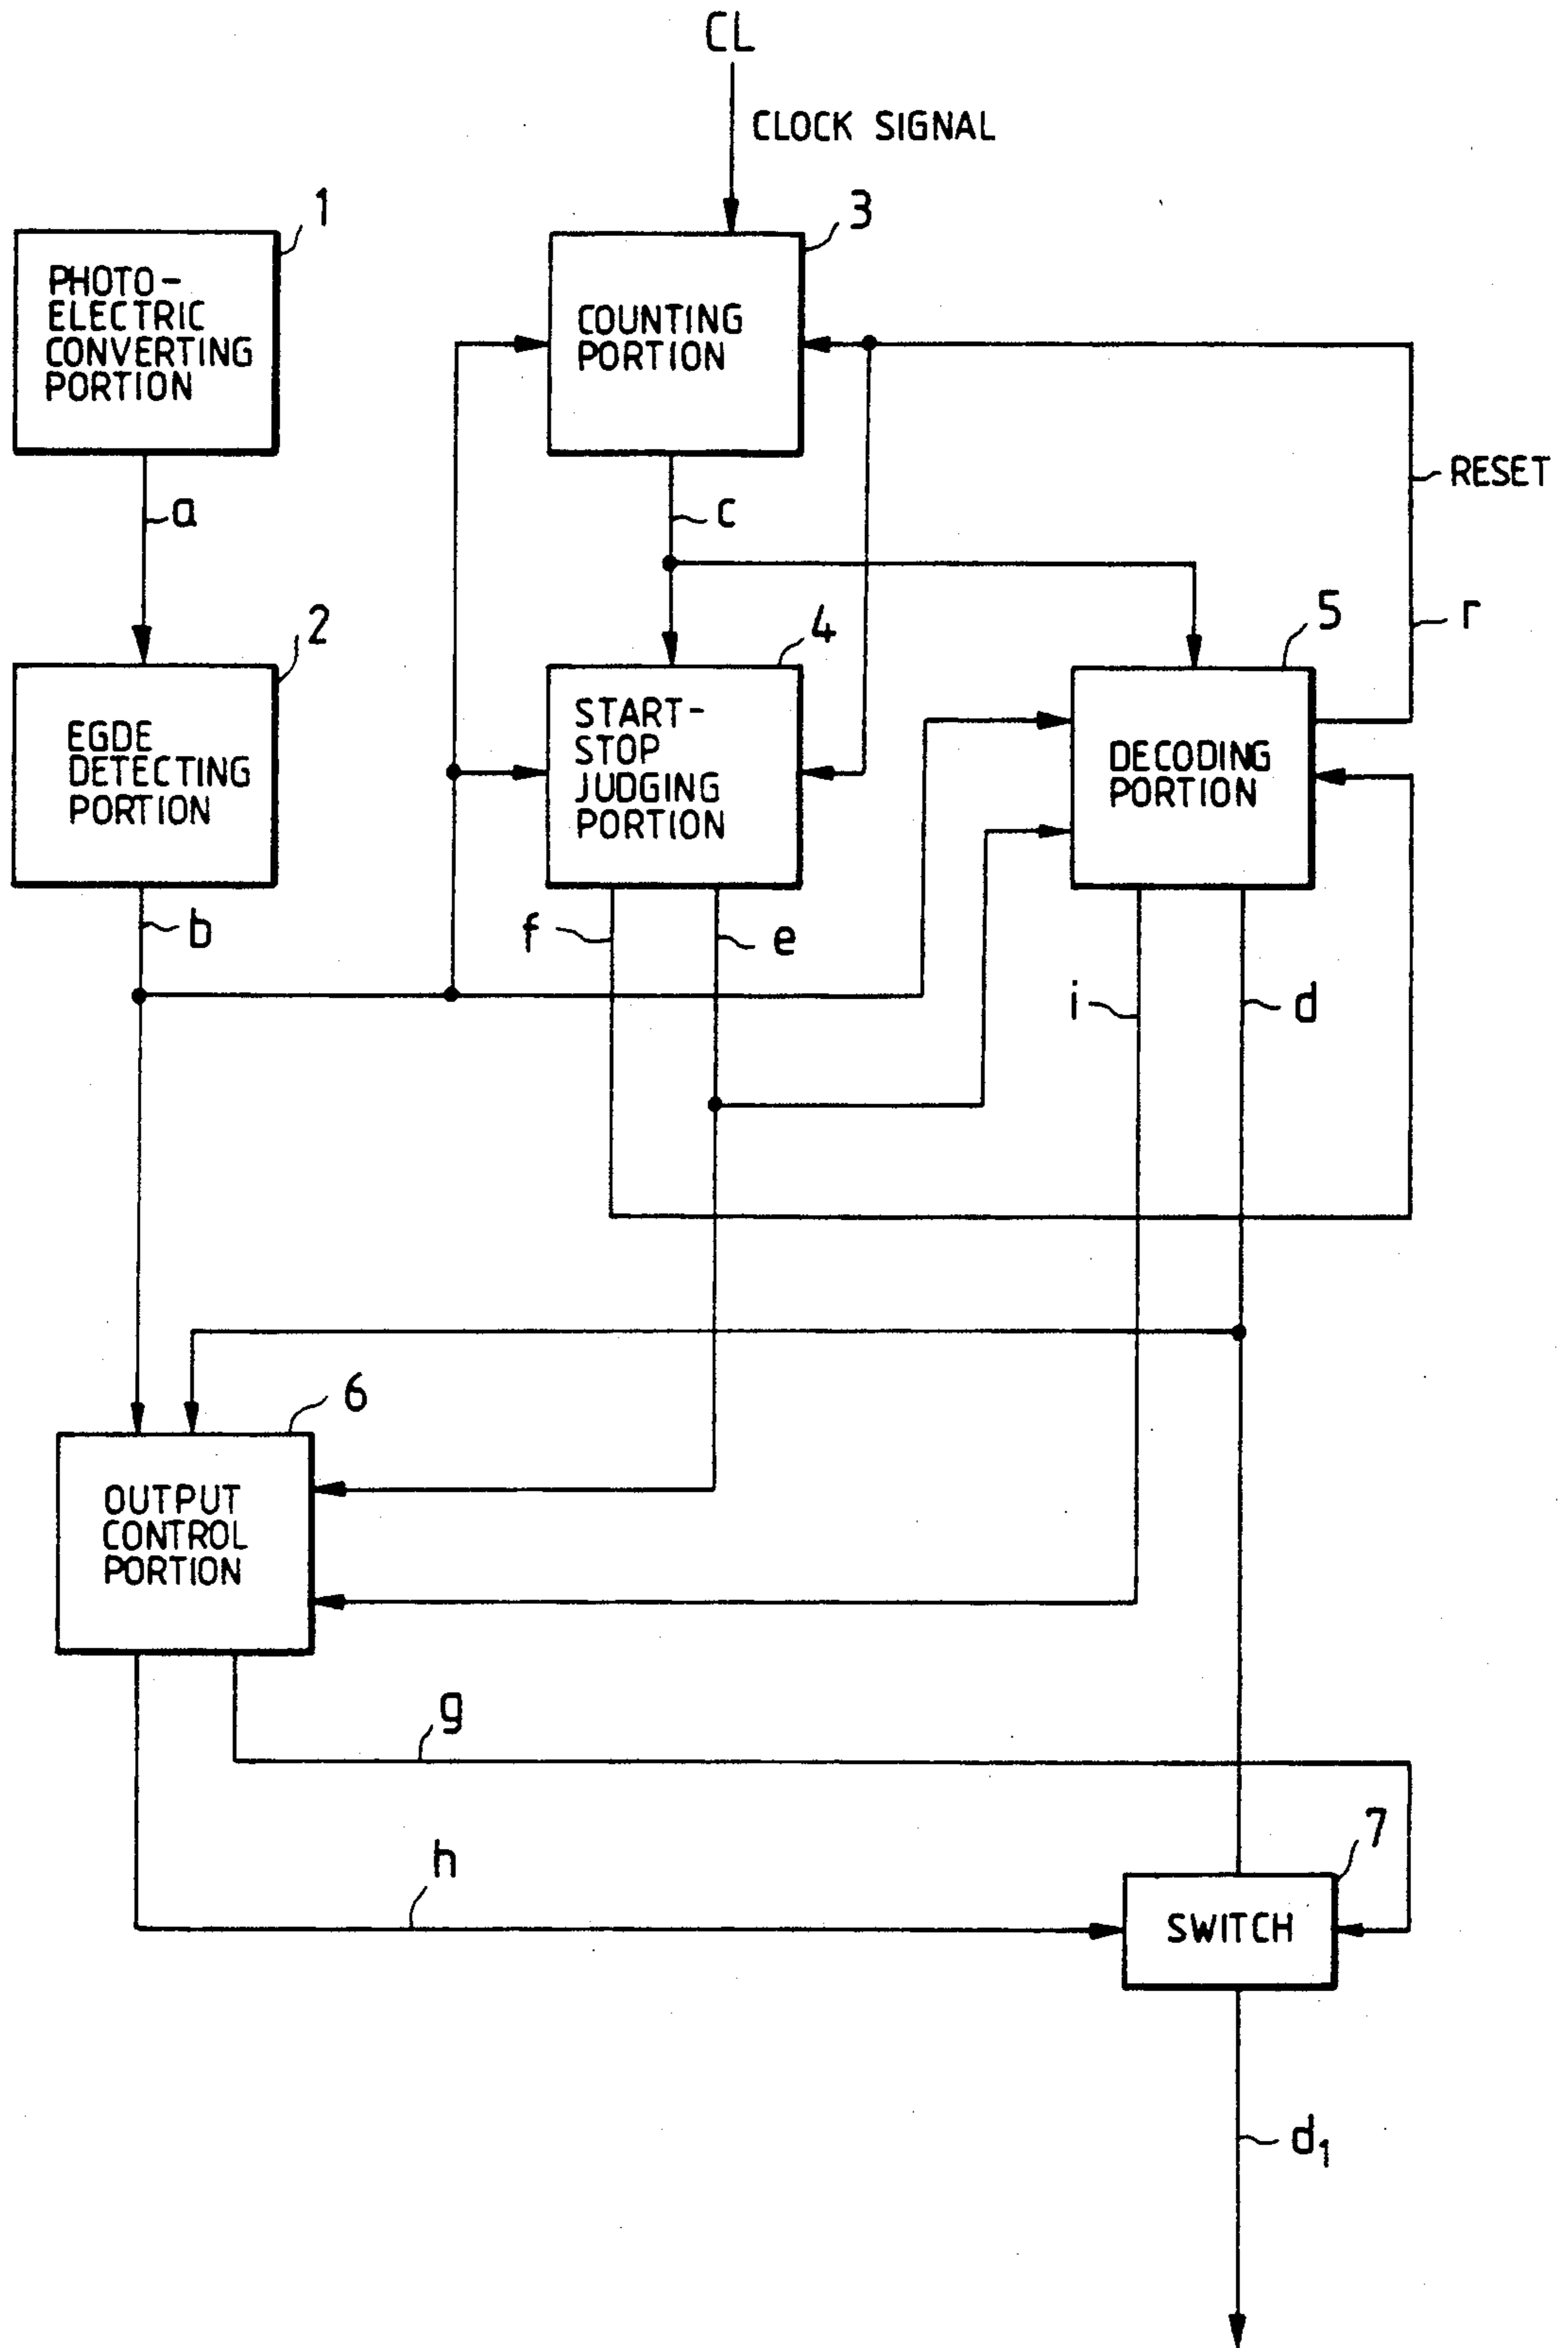 CL
CLOCK SIGNAL
1
3
PHOTO-
ELECTRIC
CONVERTING
PORTION
COUNTING
PORTION
RESET
a
c
r
2
4
5
EGDE
DETECTING
PORTION
START-
STOP
JUDGING
PORTION
DECODING
PORTION
b
f
e
i
d
6
OUTPUT
CONTROL
PORTION
g
h
7
SWITCH
d₁